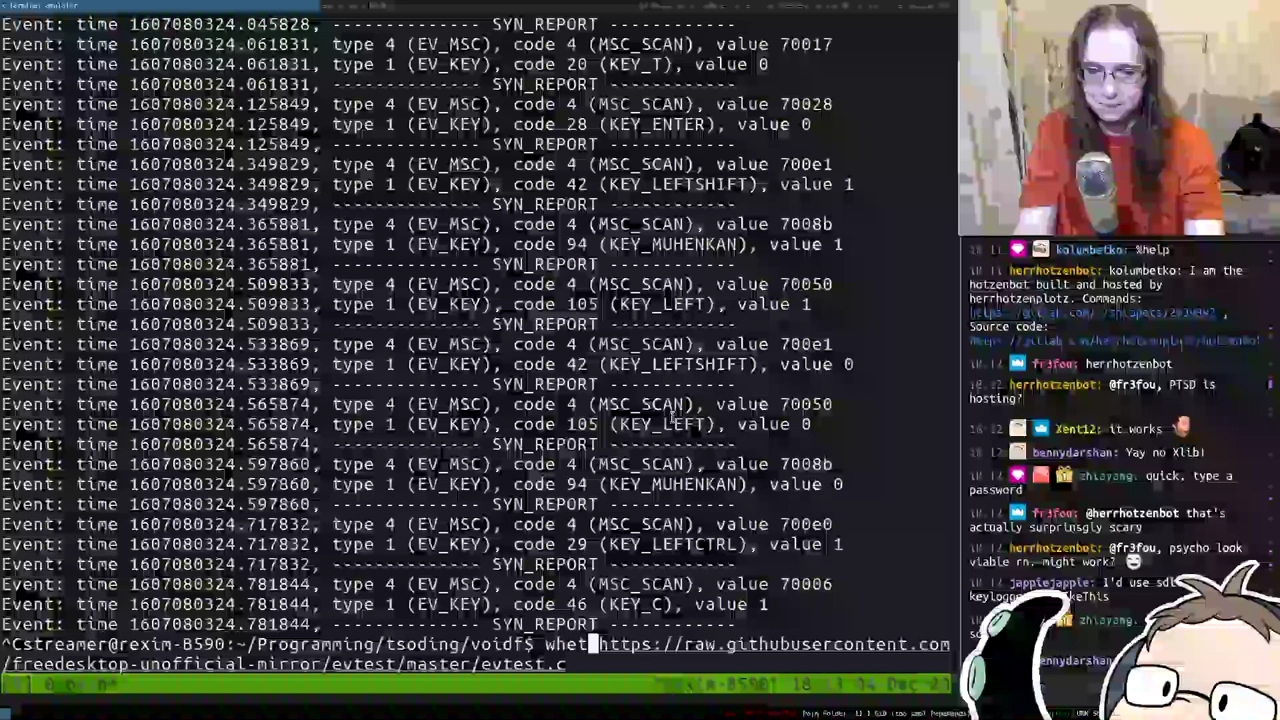 Event: time 1607080324.045828, -------------- SYN_REPORT ------------
Event: time 1607080324.061831, type 4 (EV_MSC), code 4 (MSC_SCAN), value 70017
Event: time 1607080324.061831, type 1 (EV_KEY), code 20 (KEY_T), value 0
Event: time 1607080324.061831, -------------- SYN_REPORT ------------
Event: time 1607080324.125849, type 4 (EV_MSC), code 4 (MSC_SCAN), value 70028
Event: time 1607080324.125849, type 1 (EV_KEY), code 28 (KEY_ENTER), value 0
Event: time 1607080324.125849, -------------- SYN_REPORT ------------
Event: time 1607080324.349829, type 4 (EV_MSC), code 4 (MSC_SCAN), value 700e1
Event: time 1607080324.349829, type 1 (EV_KEY), code 42 (KEY_LEFTSHIFT), value 1
Event: time 1607080324.349829, -------------- SYN_REPORT ------------
Event: time 1607080324.365881, type 4 (EV_MSC), code 4 (MSC_SCAN), value 7008b
Event: time 1607080324.365881, type 1 (EV_KEY), code 94 (KEY_MUHENKAN), value 1
Event: time 1607080324.365881, -------------- SYN_REPORT ------------
Event: time 1607080324.509833, type 4 (EV_MSC), code 4 (MSC_SCAN), value 70050
Event: time 1607080324.509833, type 1 (EV_KEY), code 105 (KEY_LEFT), value 1
Event: time 1607080324.509833, -------------- SYN_REPORT ------------
Event: time 1607080324.533869, type 4 (EV_MSC), code 4 (MSC_SCAN), value 700e1
Event: time 1607080324.533869, type 1 (EV_KEY), code 42 (KEY_LEFTSHIFT), value 0
Event: time 1607080324.533869, -------------- SYN_REPORT ------------
Event: time 1607080324.565874, type 4 (EV_MSC), code 4 (MSC_SCAN), value 70050
Event: time 1607080324.565874, type 1 (EV_KEY), code 105 (KEY_LEFT), value 0
Event: time 1607080324.565874, -------------- SYN_REPORT ------------
Event: time 1607080324.597860, type 4 (EV_MSC), code 4 (MSC_SCAN), value 7008b
Event: time 1607080324.597860, type 1 (EV_KEY), code 94 (KEY_MUHENKAN), value 0
Event: time 1607080324.597860, -------------- SYN_REPORT ------------
Event: time 1607080324.717832, type 4 (EV_MSC), code 4 (MSC_SCAN), value 700e0
Event: time 1607080324.717832, type 1 (EV_KEY), code 29 (KEY_LEFTCTRL), value 1
Event: time 1607080324.717832, -------------- SYN_REPORT ------------
Event: time 1607080324.781844, type 4 (EV_MSC), code 4 (MSC_SCAN), value 70006
Event: time 1607080324.781844, type 1 (EV_KEY), code 46 (KEY_C), value 1
Event: time 1607080324.781844, -------------- SYN_REPORT ------------
^Cstreamer@rexim-B590:~/Programming/tsoding/voidf$ whet https://raw.githubusercontent.com
/freedesktop-unofficial-mirror/evtest/master/evtest.c
kolumbetko: %help
herrhotzenbot: kolumbetko: I am the
hotzenbot built and hosted by
herrhotzenplotz. Commands:
Source code:
fr3fou: herrhotzenbot
herrhotzenbot: @fr3fou, PTSD is
hosting?
Xent12: it works
bennydarshan: Yay no Xlib!
zhiayang: quick, type a
password
fr3fou: @herrhotzenbot that's
actually surprisngly scary
herrhotzenbot: @fr3fou, psycho look
viable rn. might work?
jappiejappie: I'd use sdl
zhiayang: